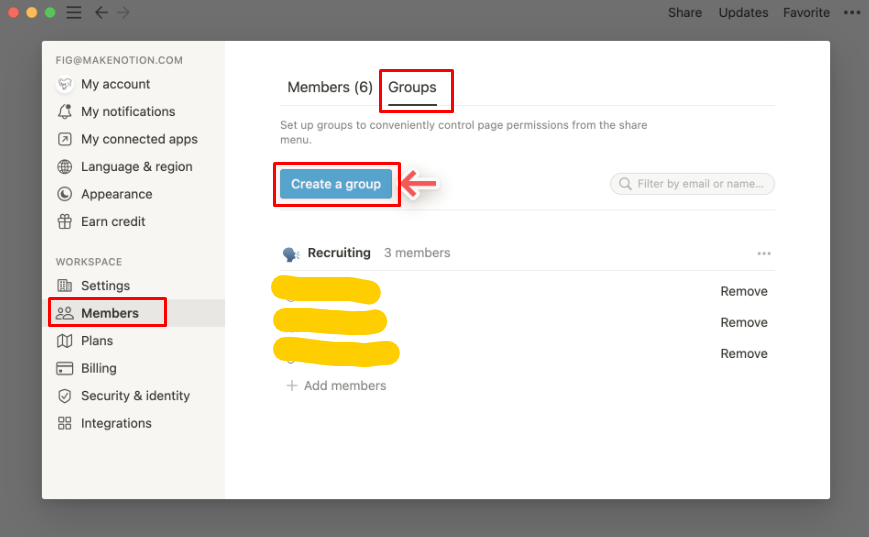 Share Updates Favorite
FIG@MAKENOTION.COM
My account
My notifications
My connected apps
Language & region
Appearance
Earn credit
WORKSPACE
Settings
Members
Plans
Billing
Security & identity
Integrations
Members (6) Groups
Set up groups to conveniently control page permissions from the share
menu.
Create a group
Filter by email or name...
Recruiting 3 members
Remove
Remove
Remove
Add members